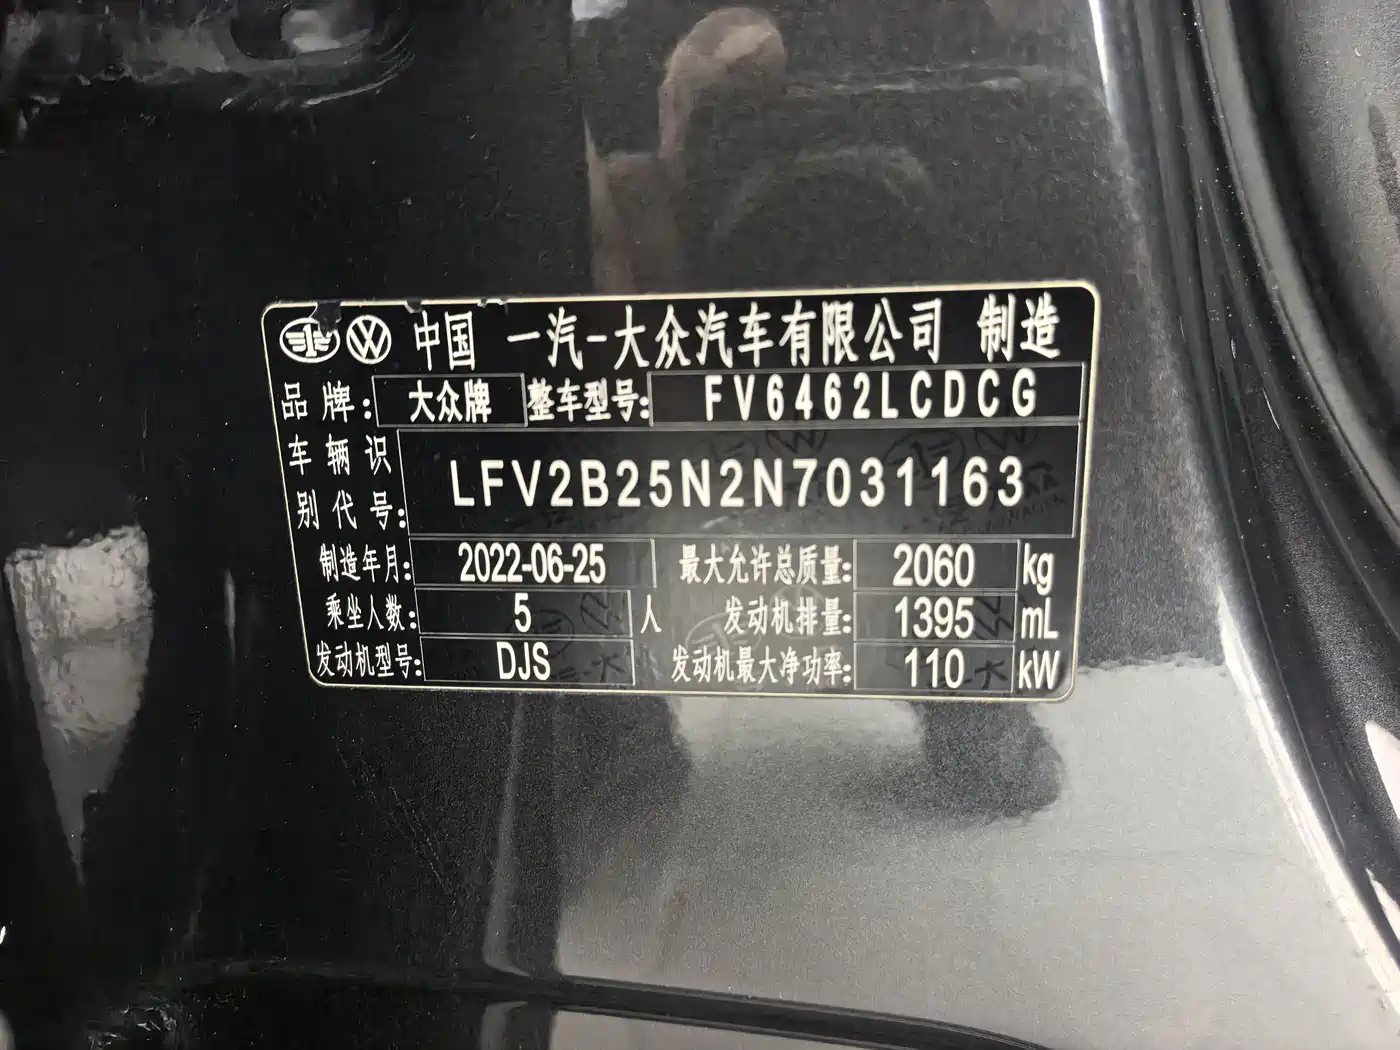 中国 一汽-大众汽车有限公司 制造
品牌: 大众牌 整车型号: FV6462LCDCG
车辆识别代号: LFV2B25N2N7031163
制造年月: 2022-06-25 最大允许总质量: 2060 kg
乘坐人数: 5 人 发动机排量: 1395 mL
发动机型号: DJS 发动机最大净功率: 110 kW